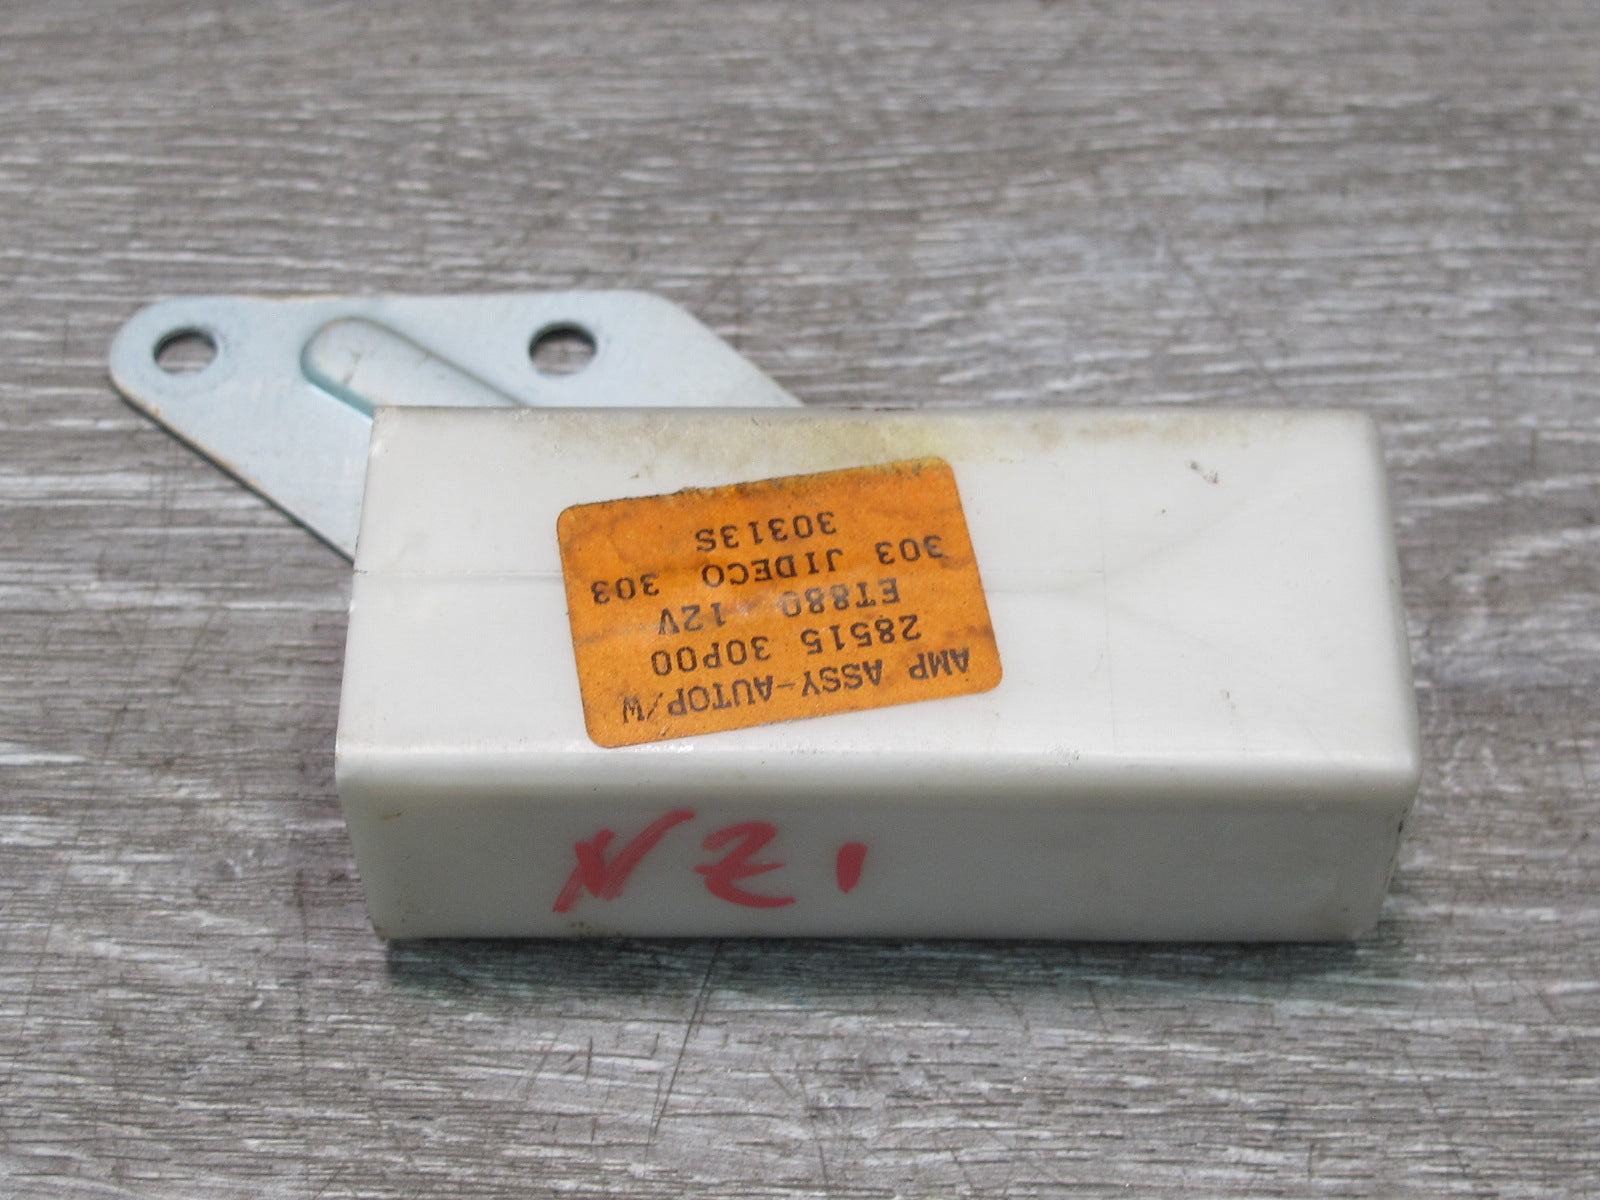 AMP ASSY-AUTOP/W
28515 30P00
ET880 12V
303 JIDECO 303
30313S
NZ1